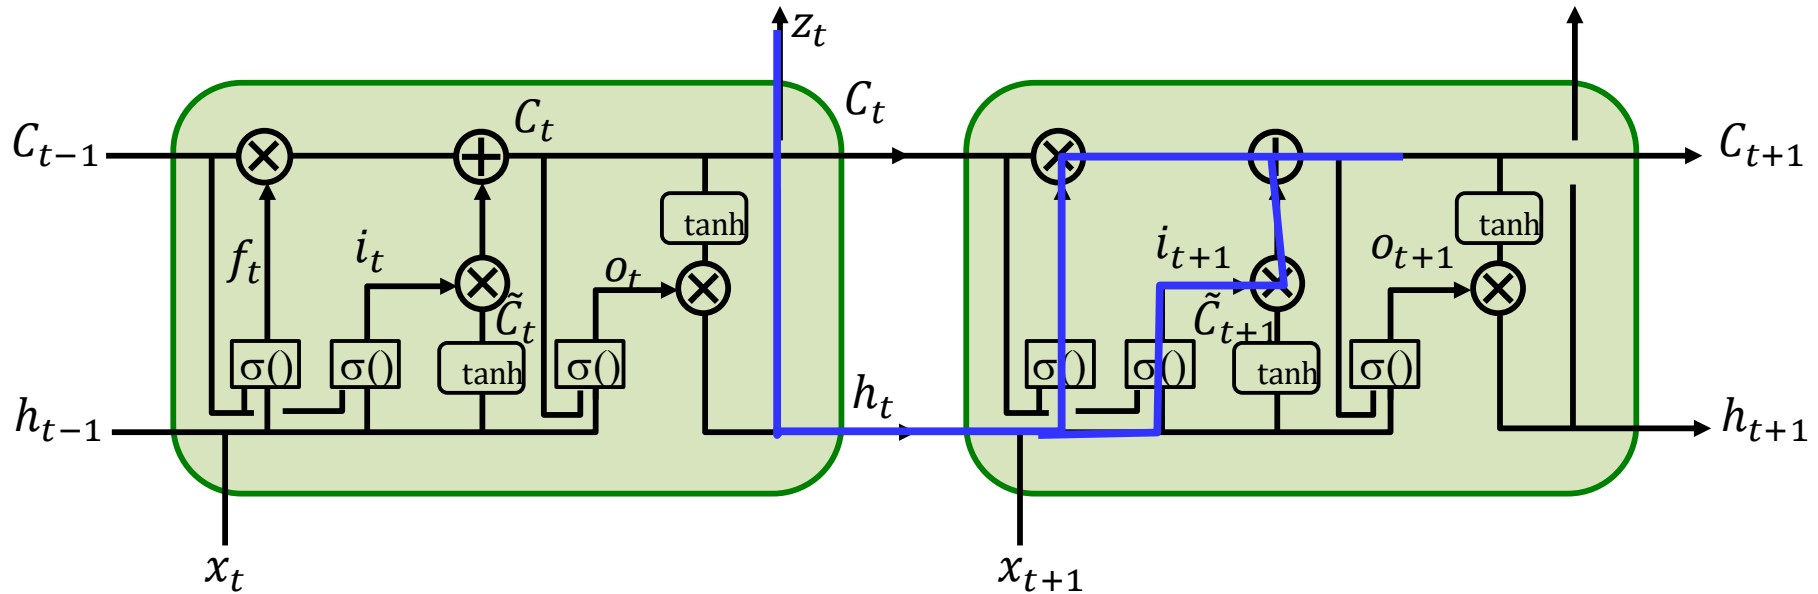 z_t
C_{t-1} C_t C_t C_{t+1}
tanh tanh
f_t i_t o_t i_{t+1} o_{t+1}
C̃_t C̃_{t+1}
σ() σ() tanh σ() σ() σ() tanh σ()
h_{t-1} h_t h_{t+1}
x_t x_{t+1}